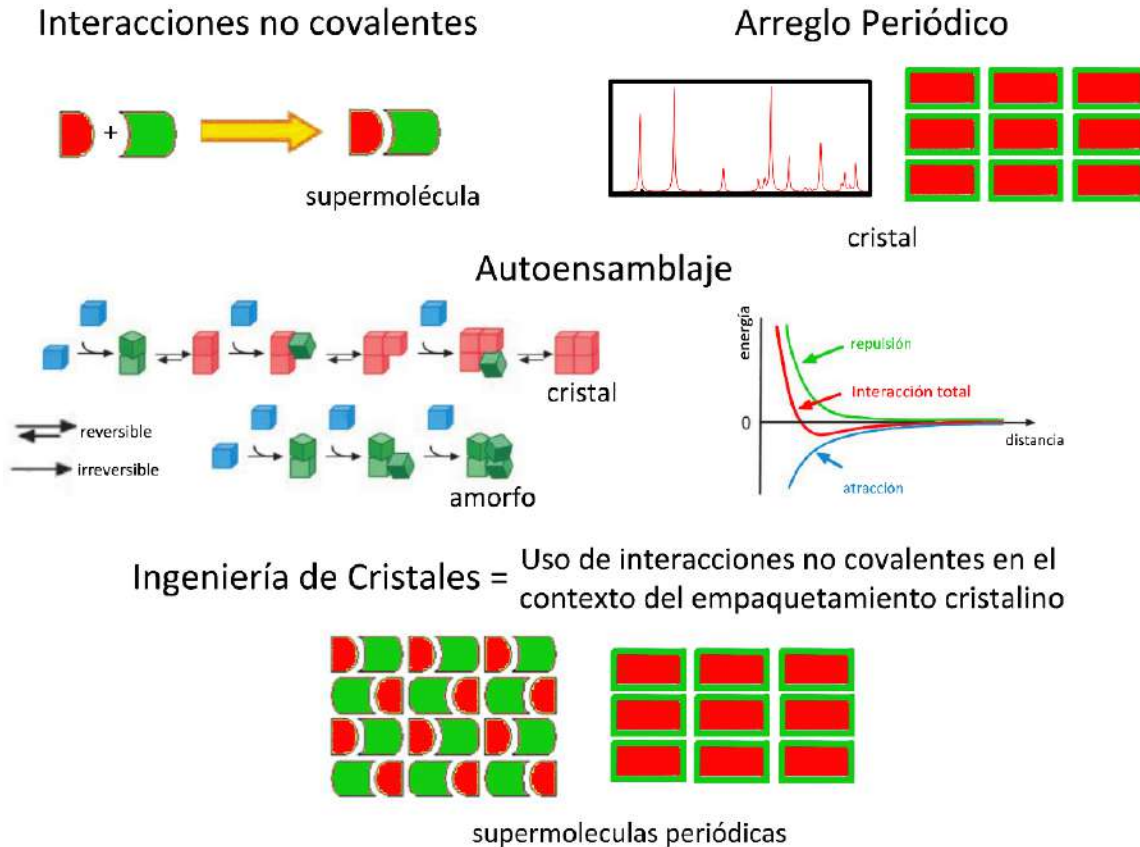 Interacciones no covalentes
Arreglo Periódico
+
supermolécula
cristal
Autoensamblaje
cristal
reversible
irreversible
amorfo
energía
repulsión
Interacción total
0
distancia
atracción
Ingeniería de Cristales =
Uso de interacciones no covalentes en el
contexto del empaquetamiento cristalino
supermoleculas periódicas